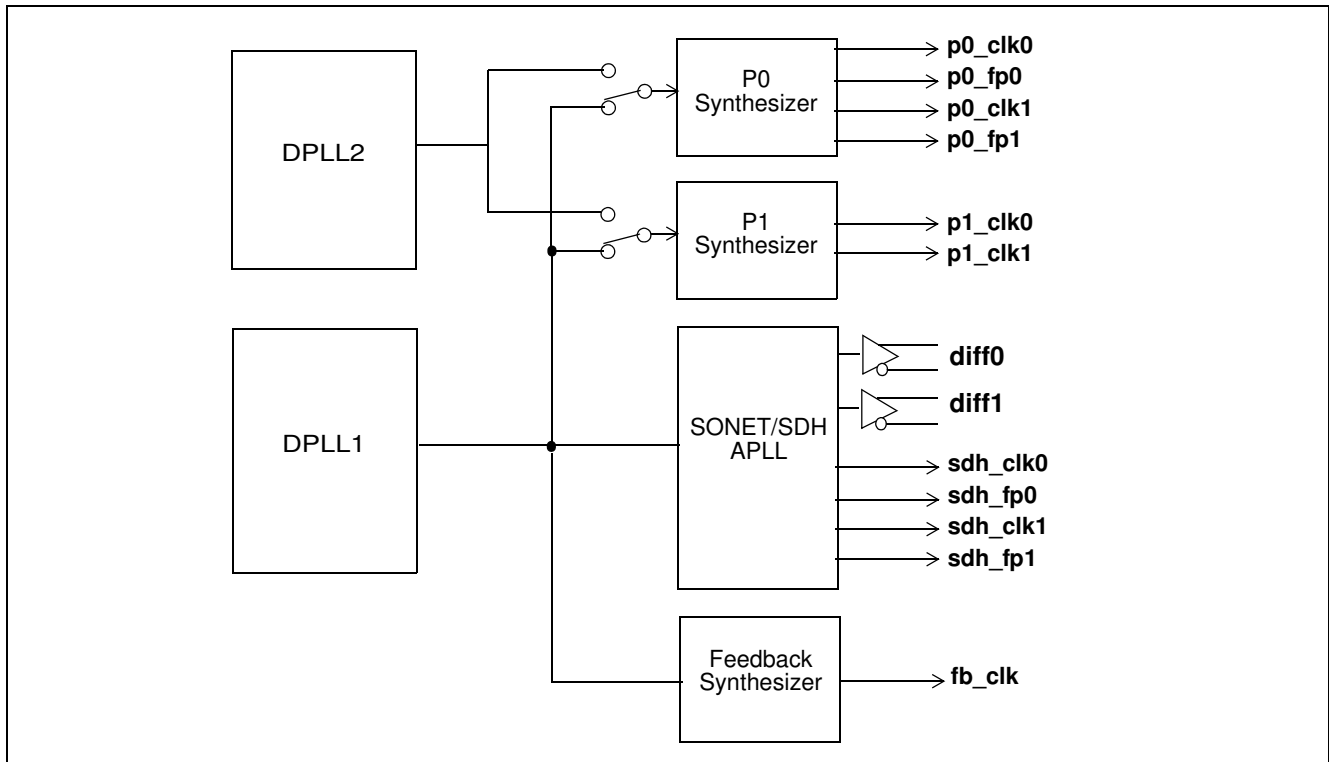 DPLL2
P0
Synthesizer
p0_clk0
p0_fp0
p0_clk1
p0_fp1
P1
Synthesizer
p1_clk0
p1_clk1
DPLL1
SONET/SDH
APLL
diff0
diff1
sdh_clk0
sdh_fp0
sdh_clk1
sdh_fp1
Feedback
Synthesizer
fb_clk